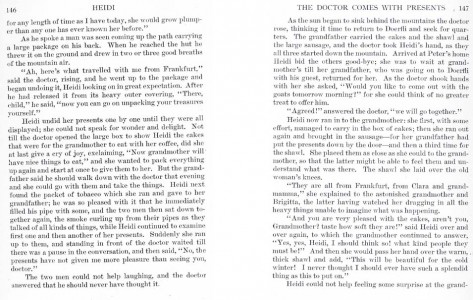 146 HEIDI
for any length of time as I have today, she would grow plump-
er than any one has ever known her before."
As he spoke a man was seen coming up the path carrying
a large package on his back. When he reached the hut he
threw it on the ground and drew in two or three good breaths
of the mountain air.
"Ah, here's what travelled with me from Frankfurt,"
said the doctor, rising, and he went up to the package and
began undoing it, Heidi looking on in great expectation. After
he had released it from its heavy outer covering, "There,
child," he said, "now you can go on unpacking your treasures
yourself."
Heidi undid her presents one by one until they were all
displayed; she could not speak for wonder and delight. Not
till the doctor opened the large box to show Heidi the cakes
that were for the grandmother to eat with her coffee, did she
at last give a cry of joy, exclaiming, "Now grandmother will
have nice things to eat," and she wanted to pack everything
up again and start at once to give them to her. But the grand-
father said he should walk down with the doctor that evening
and she could go with them and take the things. Heidi next
found the packet of tobacco which she ran and gave to her
grandfather; he was so pleased with it that he immediately
filled his pipe with some, and the two men then sat down to-
gether again, the smoke curling up from their pipes as they
talked of all kinds of things, while Heidi continued to examine
first one and then another of her presents. Suddenly she ran
up to them, and standing in front of the doctor waited till
there was a pause in the conversation, and then said, "No, the
presents have not given me more pleasure than seeing you,
doctor."
The two men could not help laughing, and the doctor
answered that he should never have thought it.
THE DOCTOR COMES WITH PRESENTS 147
As the sun began to sink behind the mountains the doctor
rose, thinking it time to return to Doerfli and seek for quar-
ters. The grandfather carried the cakes and the shawl and
the large sausage, and the doctor took Heidi's hand, so they
all three started down the mountain. Arrived at Peter's home
Heidi bid the others good-bye; she was to wait at grand-
mother's till her grandfather, who was going on to Doerfli
with his guest, returned for her. As the doctor shook hands
with her she asked, "Would you like to come out with the
goats tomorrow morning?" for she could think of no greater
treat to offer him.
"Agreed!" answered the doctor, "we will go together."
Heidi now ran in to the grandmother; she first, with some
effort, managed to carry in the box of cakes; then she ran out
again and brought in the sausage—for her grandfather had
put the presents down by the door—and then a third time for
the shawl. She placed them as close as she could to the grand-
mother, so that the latter might be able to feel them and un-
derstand what was there. The shawl she laid over the old
woman's knees.
"They are all from Frankfurt, from Clara and grand-
mamma," she explained to the astonished grandmother and
Brigitta, the latter having watched her dragging in all the
heavy things unable to imagine what was happening.
"And you are very pleased with the cakes, aren't you,
Grandmother? taste how soft they are!" said Heidi over and
over again, to which the grandmother continued to answer,
"Yes, yes, Heidi, I should think so! what kind people they
must be!" And then she would pass her hand over the warm,
thick shawl and add, "This will be beautiful for the cold
winter! I never thought I should ever have such a splendid
thing as this to put on."
Heidi could not help feeling some surprise at the grand-